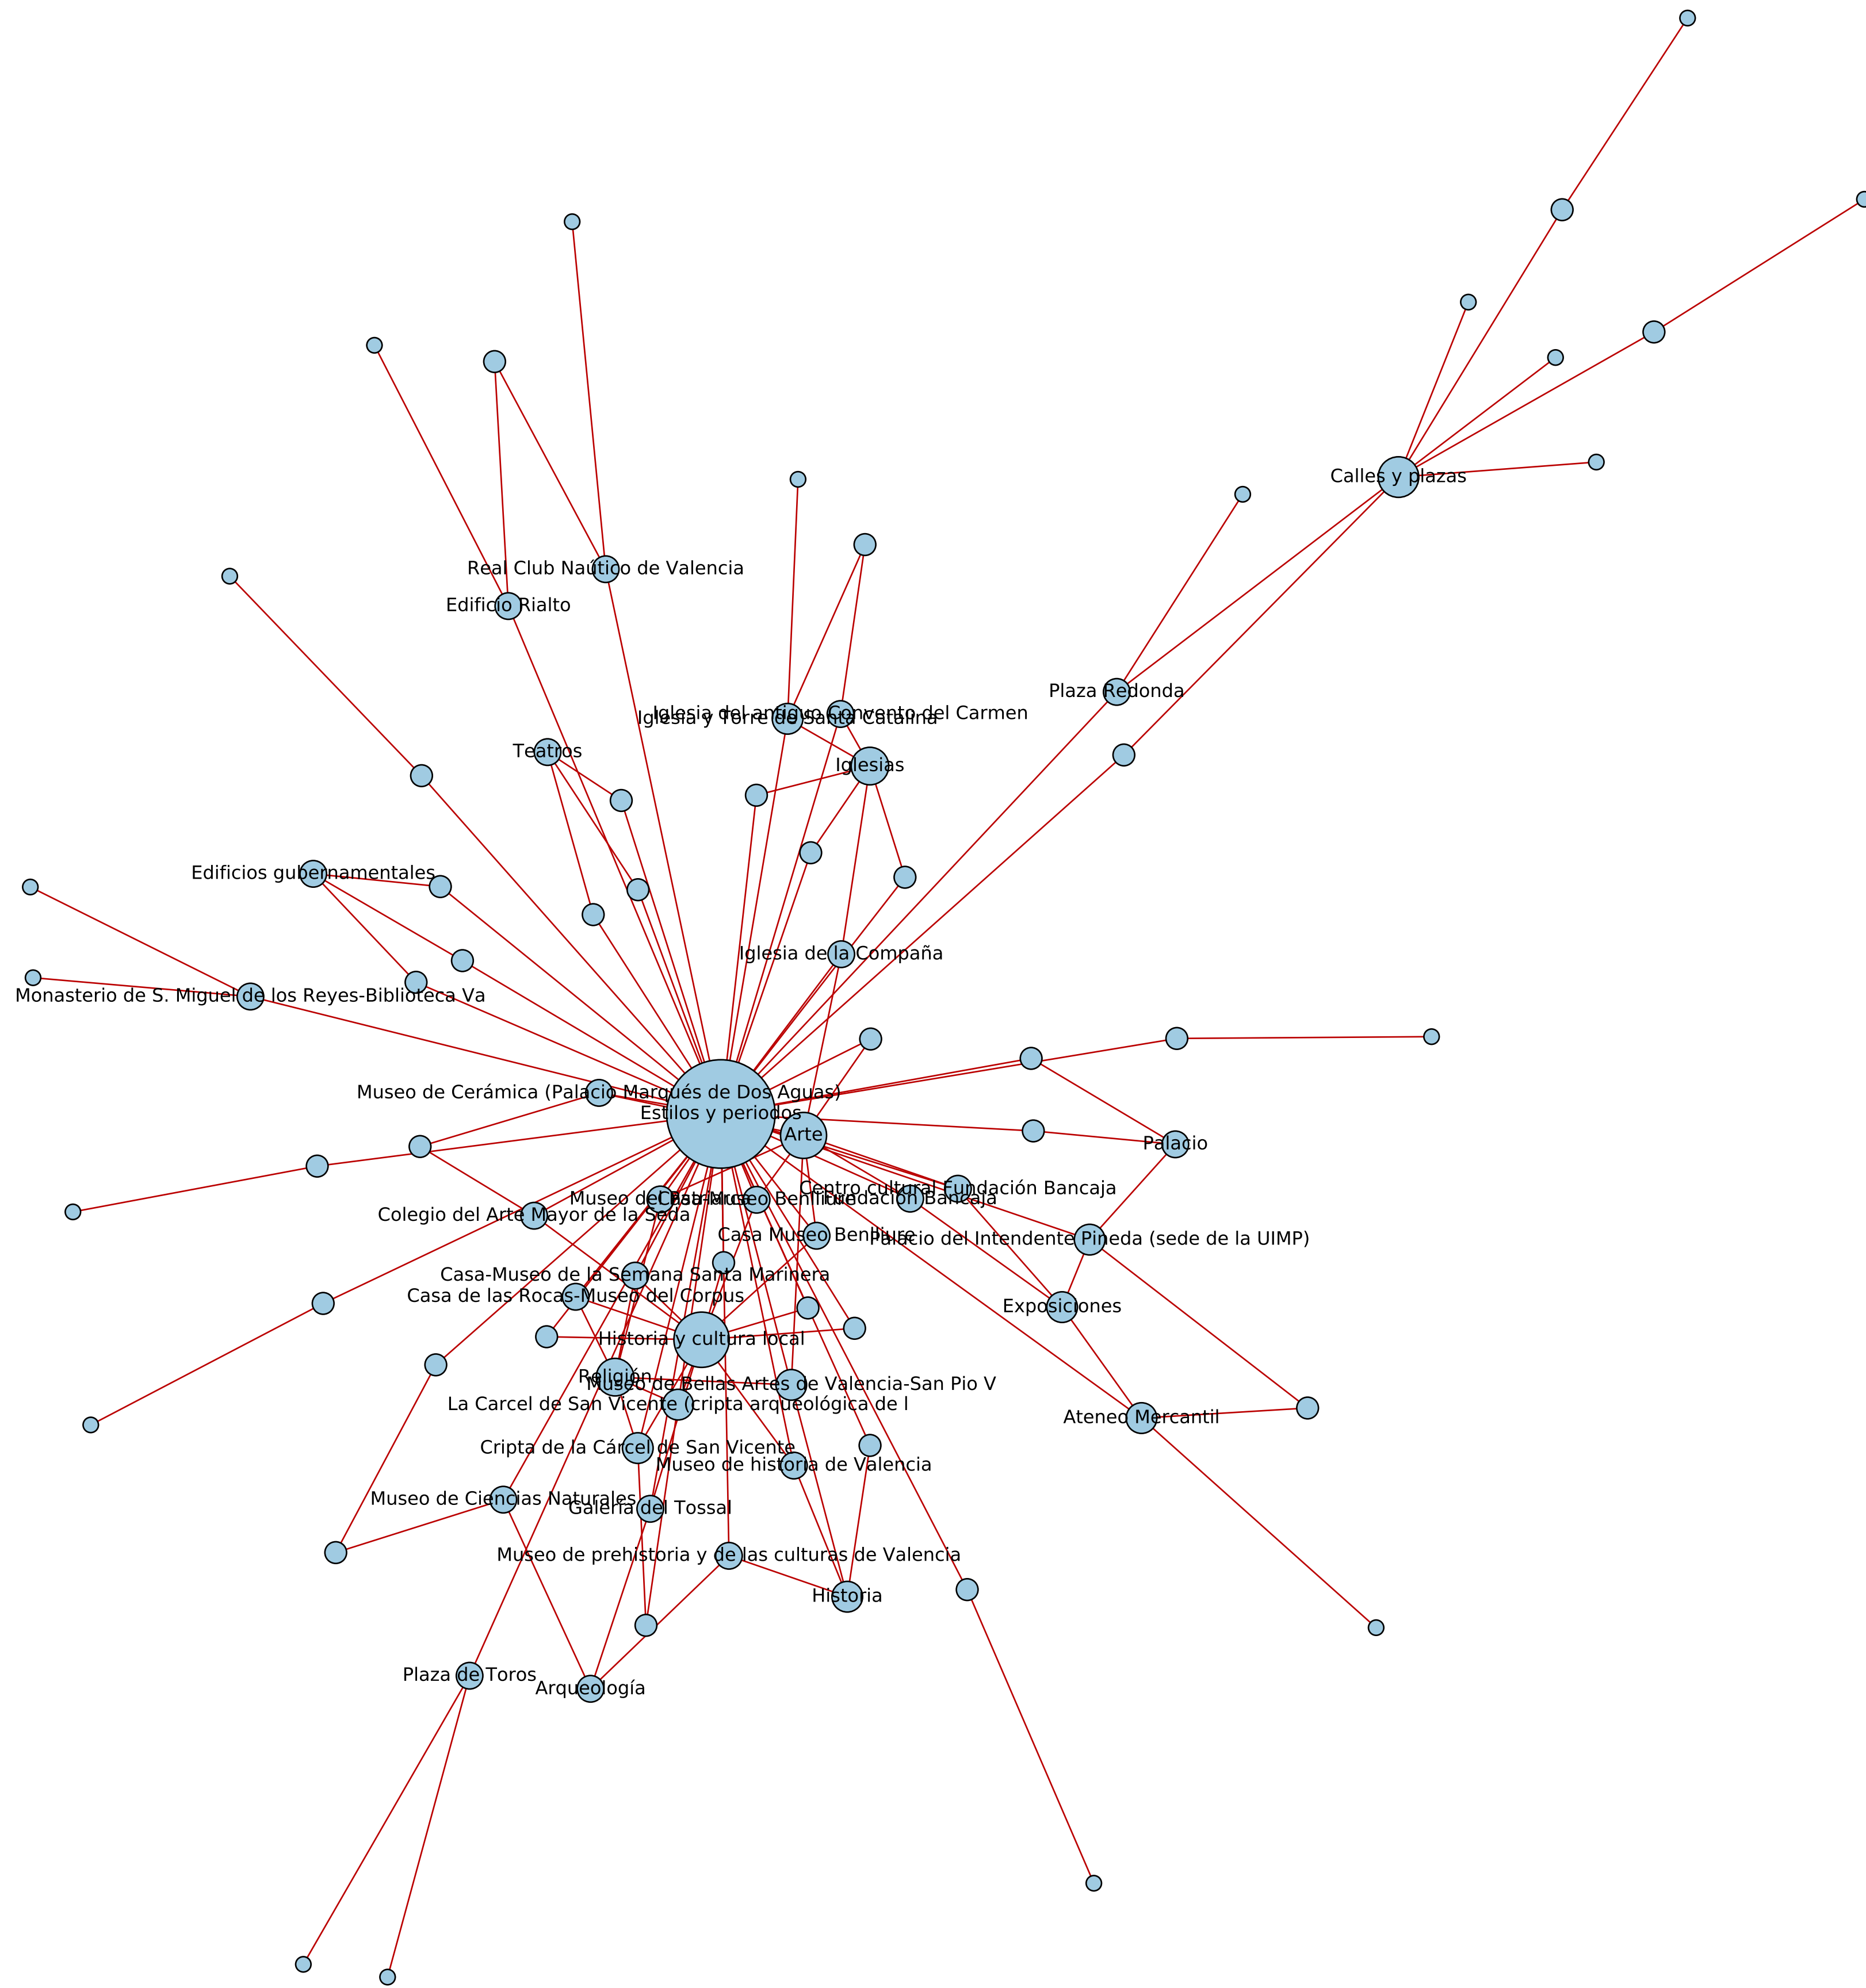 Calles y plazas
Real Club Naútico de Valencia
Edificio Rialto
Plaza Redonda
Iglesia del antiguo Convento del Carmen
Iglesia y Torre de Santa Catalina
Teatros
Iglesias
Edificios gubernamentales
Iglesia de la Compaña
Monasterio de S. Miguel de los Reyes-Biblioteca Va
Museo de Cerámica (Palacio Marqués de Dos Aguas)
Estilos y periodos
Arte
Palacio
Centro cultural Fundación Bancaja
Museo del Patriarca
Casa-Museo Benlliure
Fundación Bancaja
Colegio del Arte Mayor de la Seda
Casa Museo Benlliure
Palacio del Intendente Pineda (sede de la UIMP)
Casa-Museo de la Semana Santa Marinera
Casa de las Rocas-Museo del Corpus
Exposiciones
Historia y cultura local
Religión
Museo de Bellas Artes de Valencia-San Pio V
La Carcel de San Vicente (cripta arqueológica de l
Ateneo Mercantil
Cripta de la Cárcel de San Vicente
Museo de historia de Valencia
Museo de Ciencias Naturales
Galería del Tossal
Museo de prehistoria y de las culturas de Valencia
Historia
Plaza de Toros
Arqueología